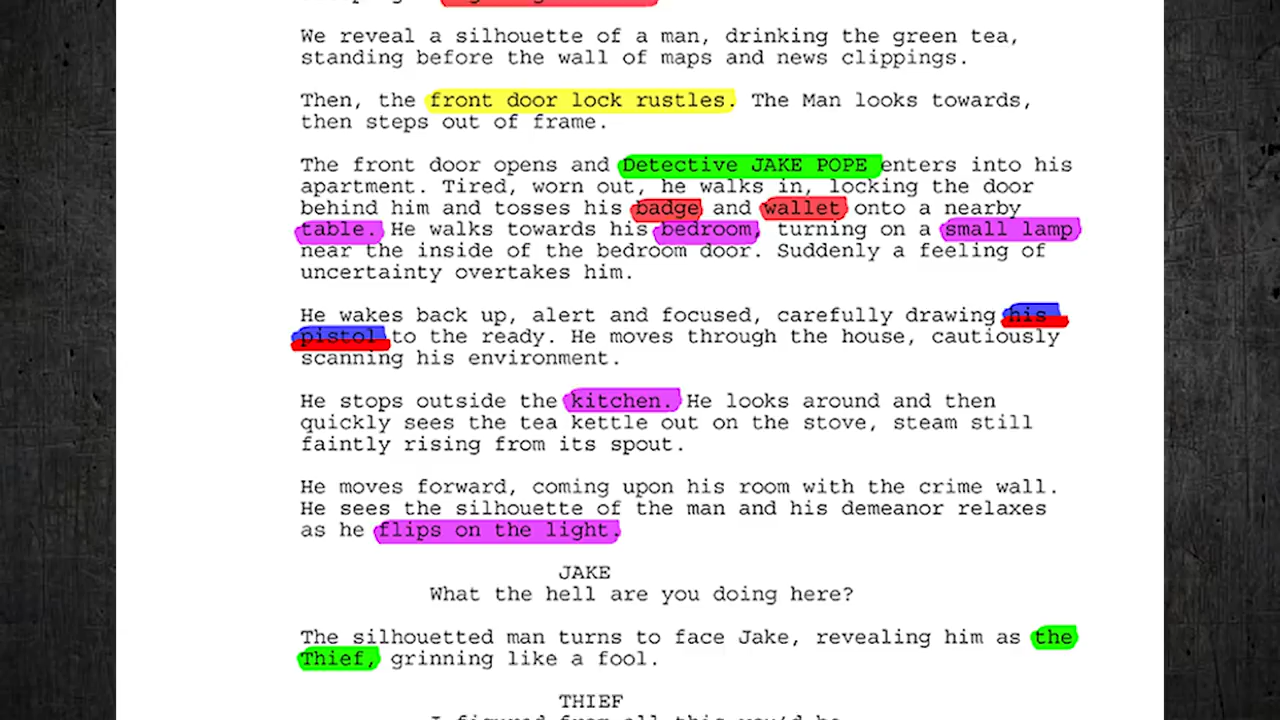 We reveal a silhouette of a man, drinking the green tea,
standing before the wall of maps and news clippings.
Then, the front door lock rustles. The Man looks towards,
then steps out of frame.
The front door opens and Detective JAKE POPE enters into his
apartment. Tired, worn out, he walks in, locking the door
behind him and tosses his badge and wallet onto a nearby
table. He walks towards his bedroom, turning on a small lamp
near the inside of the bedroom door. Suddenly a feeling of
uncertainty overtakes him.
He wakes back up, alert and focused, carefully drawing his
pistol to the ready. He moves through the house, cautiously
scanning his environment.
He stops outside the kitchen. He looks around and then
quickly sees the tea kettle out on the stove, steam still
faintly rising from its spout.
He moves forward, coming upon his room with the crime wall.
He sees the silhouette of the man and his demeanor relaxes
as he flips on the light.
JAKE
What the hell are you doing here?
The silhouetted man turns to face Jake, revealing him as the
Thief, grinning like a fool.
THIEF
I figured from all this you'd be